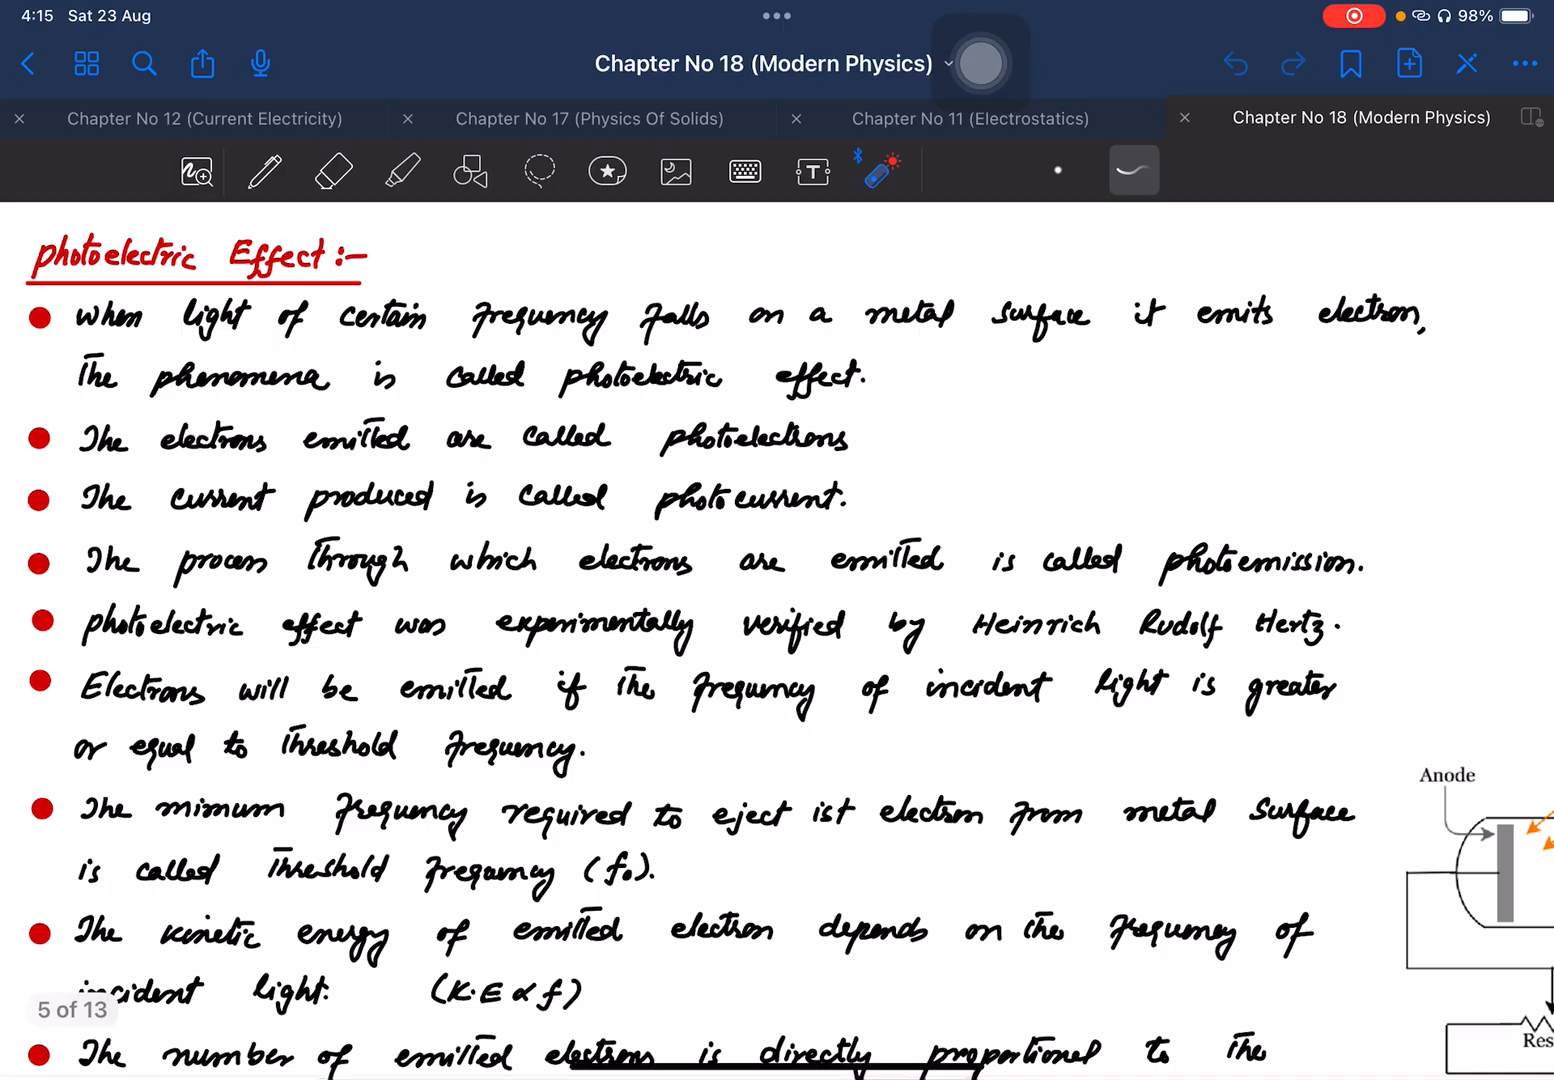 4:15 Sat 23 Aug
98%
Chapter No 18 (Modern Physics)
Chapter No 12 (Current Electricity)
Chapter No 17 (Physics Of Solids)
Chapter No 11 (Electrostatics)
Chapter No 18 (Modern Physics)
T
photoelectric Effect:-
When light of certain frequency falls on a metal surface it emits electron,
The phenomena is called photoelectric effect.
The electrons emitted are called photoelectrons
The current produced is called photocurrent.
The process through which electrons are emitted is called photoemission.
photoelectric effect was experimentally verified by Heinrich Rudolf Hertz.
Electrons will be emitted if the frequency of incident light is greater
or equal to threshold frequency.
The mimum frequency required to eject ist electron from metal surface
is called threshold frequency (f₀).
The kinetic energy of emitted electron depends on the frequency of
incident light. (K.E ∝ f)
The number of emitted electrons is directly proportional to the
Anode
Res
5 of 13